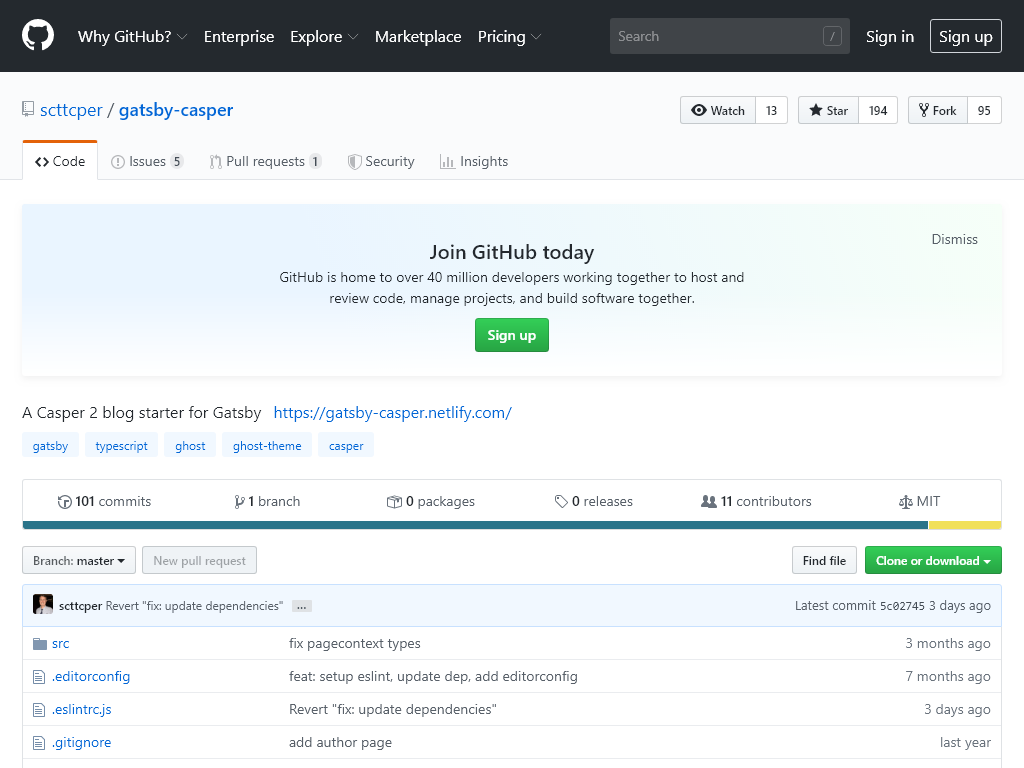 Why GitHub? Enterprise Explore Marketplace Pricing Search / Sign in Sign up
scttcper / gatsby-casper Watch 13 Star 194 Fork 95
Code Issues 5 Pull requests 1 Security Insights
Dismiss
Join GitHub today
GitHub is home to over 40 million developers working together to host and
review code, manage projects, and build software together.
Sign up
A Casper 2 blog starter for Gatsby https://gatsby-casper.netlify.com/
gatsby typescript ghost ghost-theme casper
101 commits 1 branch 0 packages 0 releases 11 contributors MIT
Branch: master New pull request Find file Clone or download
scttcper Revert "fix: update dependencies" ... Latest commit 5c02745 3 days ago
src fix pagecontext types 3 months ago
.editorconfig feat: setup eslint, update dep, add editorconfig 7 months ago
.eslintrc.js Revert "fix: update dependencies" 3 days ago
.gitignore add author page last year